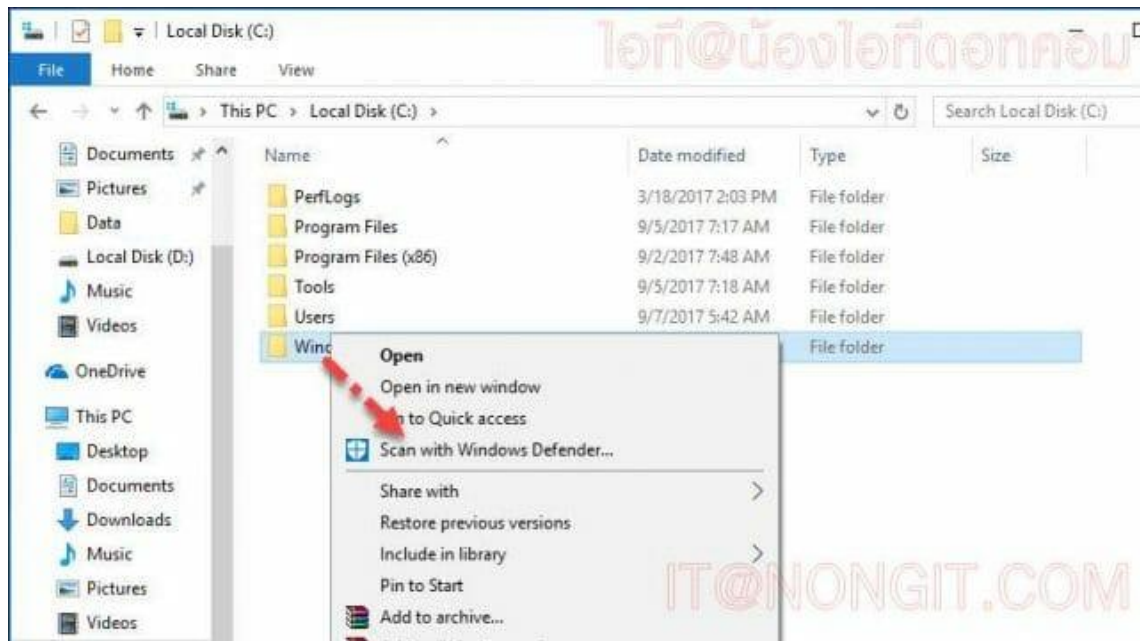 Local Disk (C:)
ไอที@น้องไอทีดอทคอม
File Home Share View
This PC > Local Disk (C:) >
Search Local Disk (C:)
Name Date modified Type Size
Documents
Pictures
Data
Local Disk (D:)
Music
Videos
OneDrive
This PC
Desktop
Documents
Downloads
Music
Pictures
Videos
PerfLogs 3/18/2017 2:03 PM File folder
Program Files 9/5/2017 7:17 AM File folder
Program Files (x86) 9/2/2017 7:48 AM File folder
Tools 9/5/2017 7:18 AM File folder
Users 9/7/2017 5:42 AM File folder
File folder
Open
Open in new window
to Quick access
Scan with Windows Defender...
Share with
Restore previous versions
Include in library
Pin to Start
Add to archive...
IT@NONGIT.COM